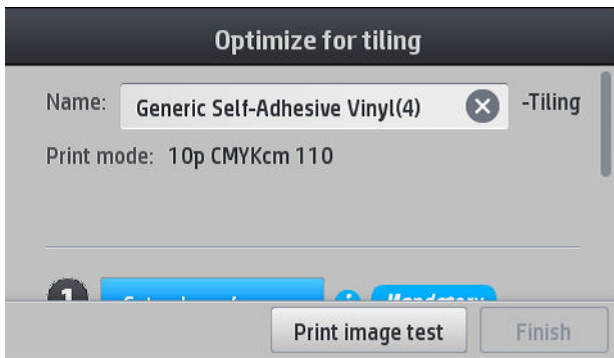 Optimize for tiling
Name: Generic Self-Adhesive Vinyl(4) -Tiling
Print mode: 10p CMYKcm 110
1 Mandatory
Print image test Finish